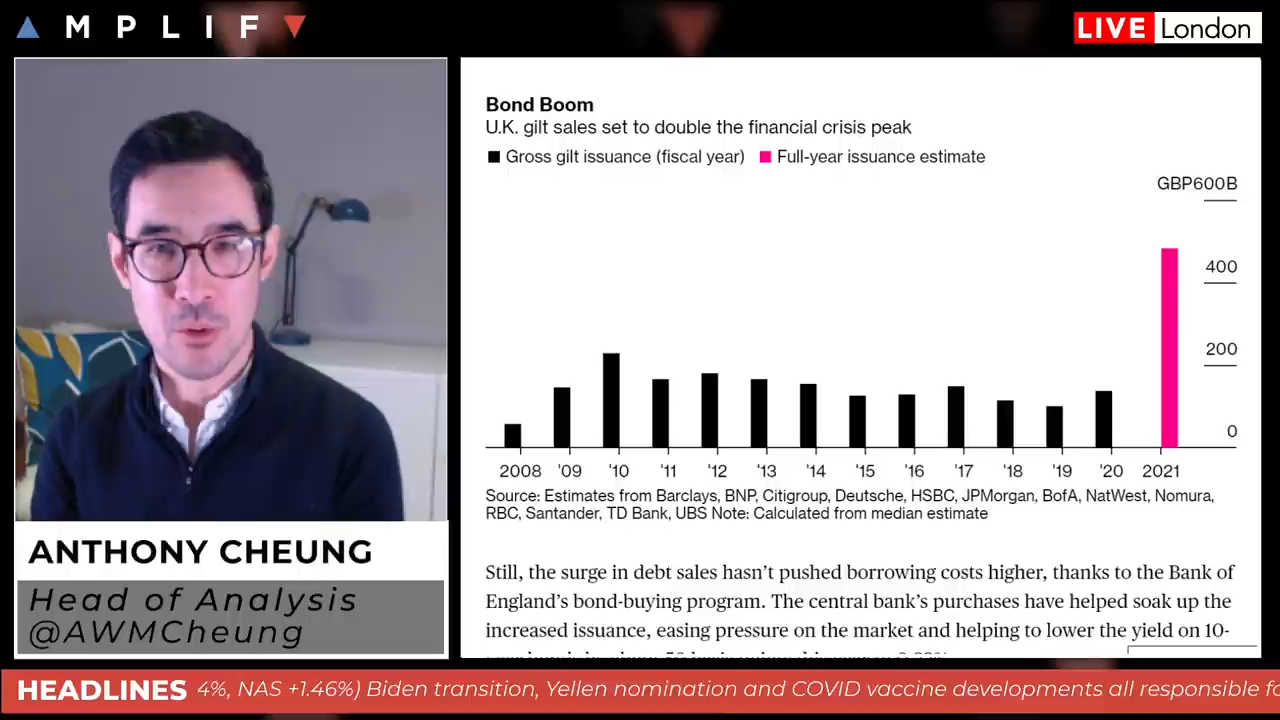 AMPLIFY
LIVE London
Bond Boom
U.K. gilt sales set to double the financial crisis peak
Gross gilt issuance (fiscal year) Full-year issuance estimate
GBP600B
400
200
0
2008 '09 '10 '11 '12 '13 '14 '15 '16 '17 '18 '19 '20 2021
Source: Estimates from Barclays, BNP, Citigroup, Deutsche, HSBC, JPMorgan, BofA, NatWest, Nomura,
RBC, Santander, TD Bank, UBS Note: Calculated from median estimate
Still, the surge in debt sales hasn't pushed borrowing costs higher, thanks to the Bank of
England's bond-buying program. The central bank's purchases have helped soak up the
increased issuance, easing pressure on the market and helping to lower the yield on 10-
ANTHONY CHEUNG
Head of Analysis
@AWMCheung
HEADLINES 4%, NAS +1.46%) Biden transition, Yellen nomination and COVID vaccine developments all responsible fo